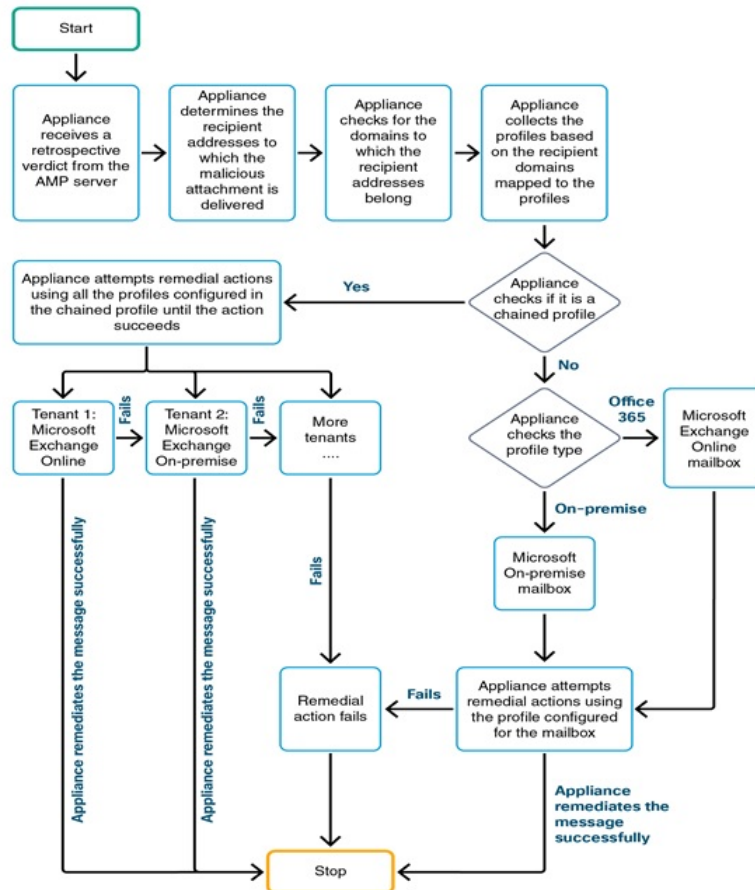 Start
Appliance
receives a
retrospective
verdict from the
AMP server
Appliance
determines the
recipient
addresses to
which the
malicious
attachment is
delivered
Appliance
checks for the
domains to
which the
recipient
addresses
belong
Appliance
collects the
profiles based
on the recipient
domains
mapped to the
profiles
Appliance attempts remedial actions
using all the profiles configured in
the chained profile until the action
succeeds
Yes
Appliance
checks if it is a
chained profile
No
Tenant 1:
Microsoft
Exchange
Online
Fails
Tenant 2:
Microsoft
Exchange
On-premise
Fails
More
tenants
....
Appliance
checks the
profile type
Office
365
Microsoft
Exchange
Online
mailbox
On-premise
Microsoft
On-premise
mailbox
Appliance remediates the message successfully
Appliance remediates the message successfully
Fails
Remedial
action fails
Fails
Appliance attempts
remedial actions using
the profile configured
for the mailbox
Appliance
remediates the
message
successfully
Stop